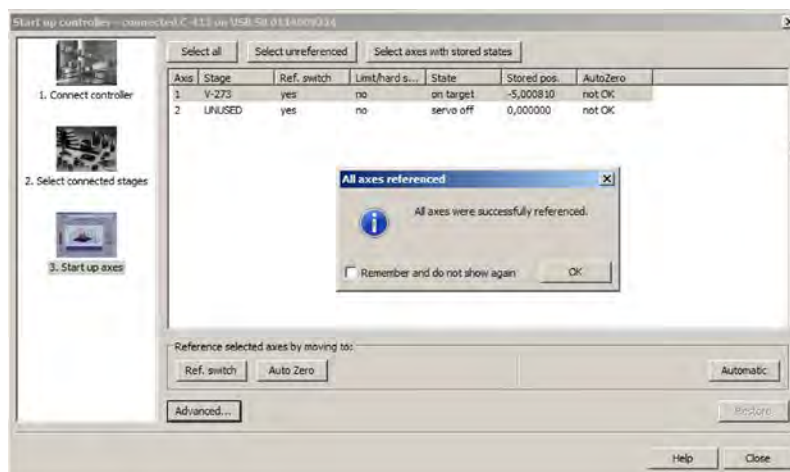 Start up controller - connected C-413 on USB SN 0114009334
Select all Select unreferenced Select axes with stored states
Axis Stage Ref. switch Limt/hard s... State Stored pos. AutoZero
1 V-273 yes no on target -5,000810 not OK
2 UNUSED yes no servo off 0,000000 not OK
1. Connect controller
2. Select connected stages
3. Start up axes
All axes referenced
All axes were successfully referenced.
Remember and do not show again OK
Reference selected axes by moving to:
Ref. switch Auto Zero Automatic
Advanced... Restore
Help Close